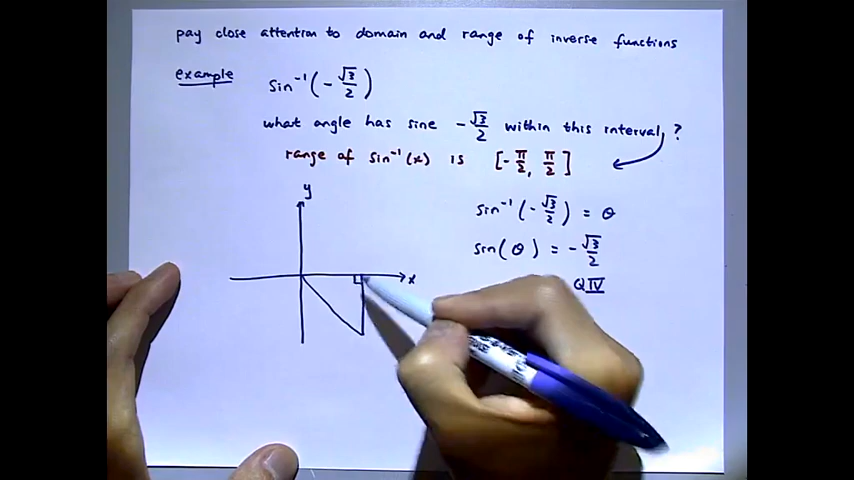 pay close attention to domain and range of inverse functions
example sin⁻¹(-√3/2)
what angle has sine -√3/2 within this interval, ?
range of sin⁻¹(x) is [-π/2, π/2]
y
sin⁻¹(-√3/2) = θ
sin(θ) = -√3/2
x
QIV